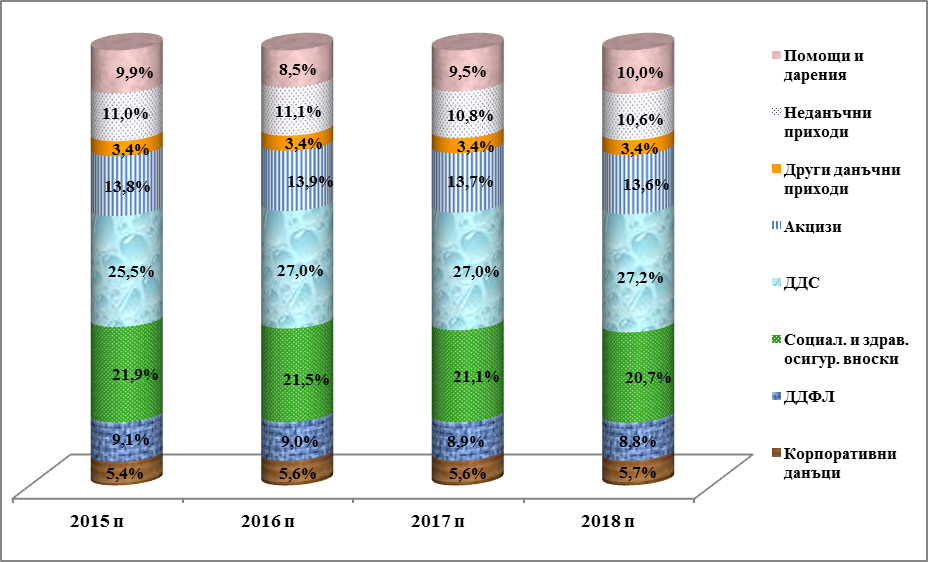 9,9%
8,5%
9,5%
10,0%
11,0%
11,1%
10,8%
10,6%
3,4%
3,4%
3,4%
3,4%
13,8%
13,9%
13,7%
13,6%
25,5%
27,0%
27,0%
27,2%
21,9%
21,5%
21,1%
20,7%
9,1%
9,0%
8,9%
8,8%
5,4%
5,6%
5,6%
5,7%
2015 п
2016 п
2017 п
2018 п
Помощи и
дарения
Неданъчни
приходи
Други данъчни
приходи
Акцизи
ДДС
Социал. и здрав.
осигур. вноски
ДДФЛ
Корпоративни
данъци